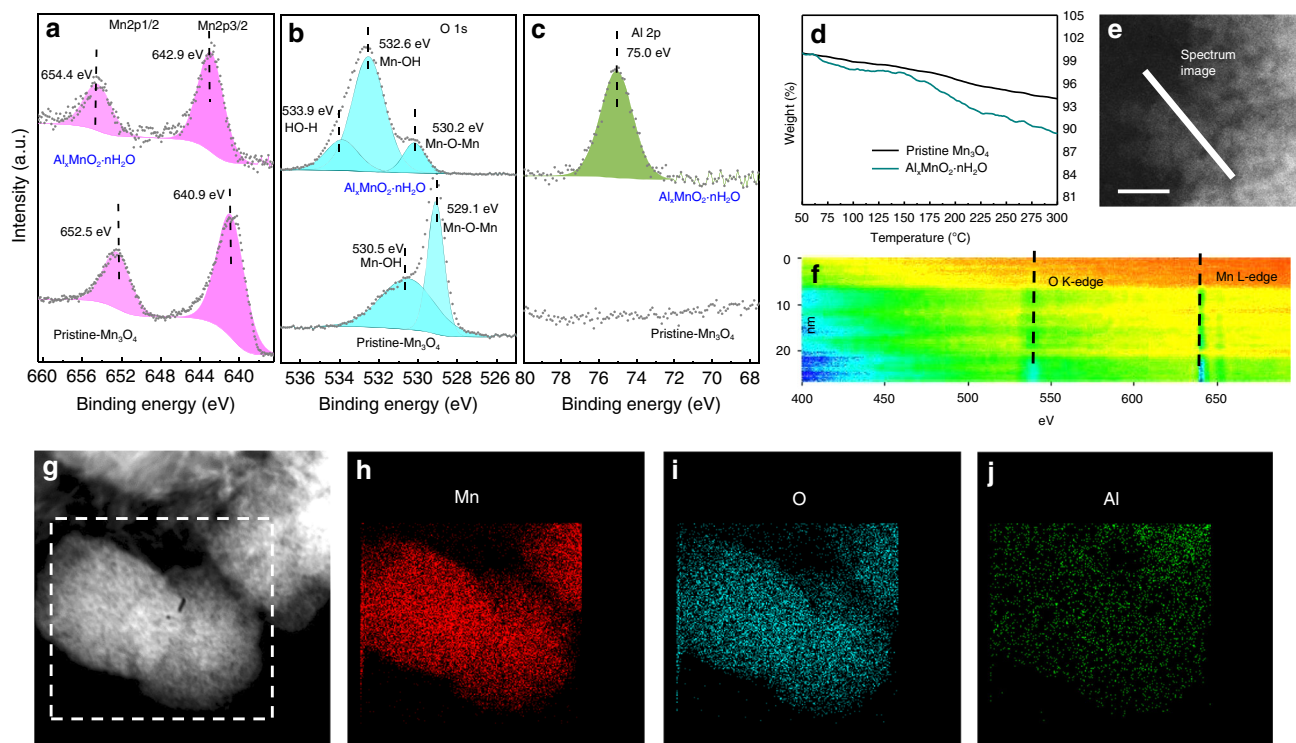 a
Mn2p1/2
Mn2p3/2
654.4 eV
642.9 eV
AlₓMnO₂·nH₂O
652.5 eV
640.9 eV
Pristine-Mn₃O₄
660 656 652 648 644 640
Binding energy (eV)
Intensity (a.u.)
b
O 1s
532.6 eV
Mn-OH
533.9 eV
HO-H
530.2 eV
Mn-O-Mn
AlₓMnO₂·nH₂O
529.1 eV
Mn-O-Mn
530.5 eV
Mn-OH
Pristine-Mn₃O₄
536 534 532 530 528 526
Binding energy (eV)
c
Al 2p
75.0 eV
AlₓMnO₂·nH₂O
Pristine-Mn₃O₄
80 78 76 74 72 70 68
Binding energy (eV)
d
105
102
99
96
93
90
87
84
81
Weight (%)
Pristine Mn₃O₄
AlₓMnO₂·nH₂O
50 75 100 125 150 175 200 225 250 275 300
Temperature (°C)
e
Spectrum
image
f
0
10
20
nm
O K-edge
Mn L-edge
400 450 500 550 600 650
eV
g
h
Mn
i
O
j
Al